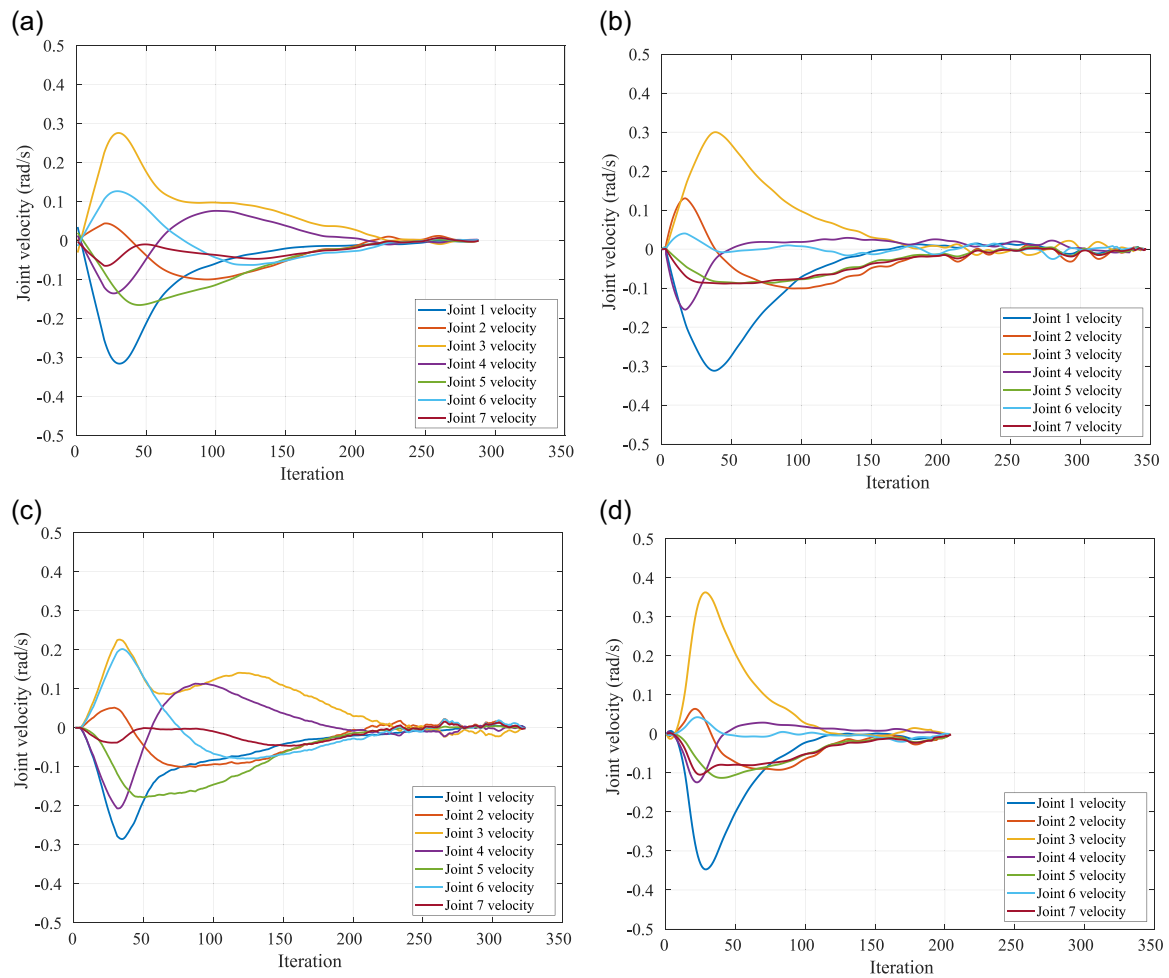 (a)
0.5
0.4
0.3
0.2
0.1
0
-0.1
-0.2
-0.3
-0.4
-0.5
Joint velocity (rad/s)
0 50 100 150 200 250 300 350
Iteration
Joint 1 velocity
Joint 2 velocity
Joint 3 velocity
Joint 4 velocity
Joint 5 velocity
Joint 6 velocity
Joint 7 velocity
(b)
0.5
0.4
0.3
0.2
0.1
0
-0.1
-0.2
-0.3
-0.4
-0.5
Joint velocity (rad/s)
0 50 100 150 200 250 300 350
Iteration
Joint 1 velocity
Joint 2 velocity
Joint 3 velocity
Joint 4 velocity
Joint 5 velocity
Joint 6 velocity
Joint 7 velocity
(c)
0.5
0.4
0.3
0.2
0.1
0
-0.1
-0.2
-0.3
-0.4
-0.5
Joint velocity (rad/s)
0 50 100 150 200 250 300 350
Iteration
Joint 1 velocity
Joint 2 velocity
Joint 3 velocity
Joint 4 velocity
Joint 5 velocity
Joint 6 velocity
Joint 7 velocity
(d)
0.5
0.4
0.3
0.2
0.1
0
-0.1
-0.2
-0.3
-0.4
-0.5
Joint velocity (rad/s)
0 50 100 150 200 250 300 350
Iteration
Joint 1 velocity
Joint 2 velocity
Joint 3 velocity
Joint 4 velocity
Joint 5 velocity
Joint 6 velocity
Joint 7 velocity